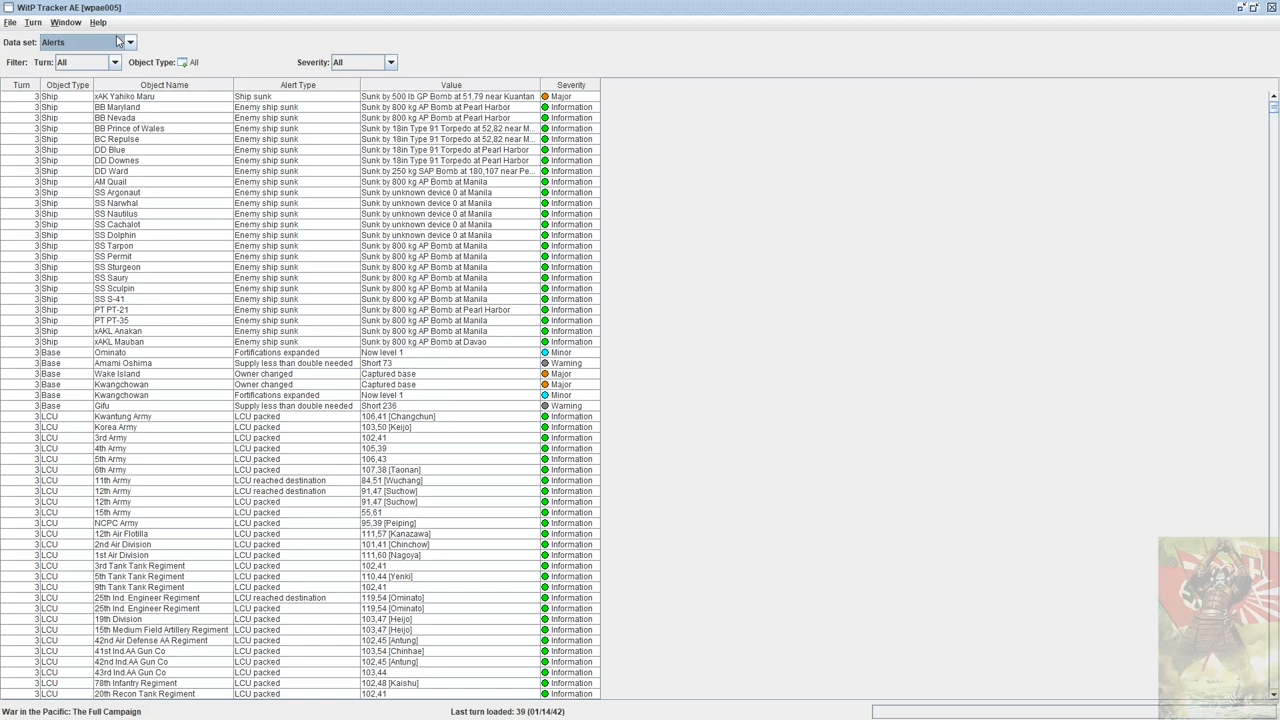 WitP Tracker AE [wpae005]
File Turn Window Help
Data set: Alerts
Filter: Turn: All Object Type: All Severity: All
Turn Object Type Object Name Alert Type Value Severity
3 Ship xAK Yahiko Maru Ship sunk Sunk by 500 lb GP Bomb at 51,79 near Kuantan Major
3 Ship BB Maryland Enemy ship sunk Sunk by 800 kg AP Bomb at Pearl Harbor Information
3 Ship BB Nevada Enemy ship sunk Sunk by 800 kg AP Bomb at Pearl Harbor Information
3 Ship BB Prince of Wales Enemy ship sunk Sunk by 18in Type 91 Torpedo at 52,82 near M... Information
3 Ship BC Repulse Enemy ship sunk Sunk by 18in Type 91 Torpedo at 52,82 near M... Information
3 Ship DD Blue Enemy ship sunk Sunk by 18in Type 91 Torpedo at Pearl Harbor Information
3 Ship DD Downes Enemy ship sunk Sunk by 18in Type 91 Torpedo at Pearl Harbor Information
3 Ship DD Ward Enemy ship sunk Sunk by 250 kg SAP Bomb at 180,107 near Pe... Information
3 Ship AM Quail Enemy ship sunk Sunk by 800 kg AP Bomb at Manila Information
3 Ship SS Argonaut Enemy ship sunk Sunk by unknown device 0 at Manila Information
3 Ship SS Narwhal Enemy ship sunk Sunk by unknown device 0 at Manila Information
3 Ship SS Nautilus Enemy ship sunk Sunk by unknown device 0 at Manila Information
3 Ship SS Cachalot Enemy ship sunk Sunk by unknown device 0 at Manila Information
3 Ship SS Dolphin Enemy ship sunk Sunk by unknown device 0 at Manila Information
3 Ship SS Tarpon Enemy ship sunk Sunk by 800 kg AP Bomb at Manila Information
3 Ship SS Permit Enemy ship sunk Sunk by 800 kg AP Bomb at Manila Information
3 Ship SS Sturgeon Enemy ship sunk Sunk by 800 kg AP Bomb at Manila Information
3 Ship SS Saury Enemy ship sunk Sunk by 800 kg AP Bomb at Manila Information
3 Ship SS Sculpin Enemy ship sunk Sunk by 800 kg AP Bomb at Manila Information
3 Ship SS S-41 Enemy ship sunk Sunk by 800 kg AP Bomb at Manila Information
3 Ship PT PT-21 Enemy ship sunk Sunk by 800 kg AP Bomb at Pearl Harbor Information
3 Ship PT PT-35 Enemy ship sunk Sunk by 800 kg AP Bomb at Manila Information
3 Ship xAKL Anakan Enemy ship sunk Sunk by 800 kg AP Bomb at Manila Information
3 Ship xAKL Mauban Enemy ship sunk Sunk by 800 kg AP Bomb at Davao Information
3 Base Ominato Fortifications expanded Now level 1 Minor
3 Base Amami Oshima Supply less than double needed Short 73 Warning
3 Base Wake Island Owner changed Captured base Major
3 Base Kwangchowan Owner changed Captured base Major
3 Base Kwangchowan Fortifications expanded Now level 1 Minor
3 Base Gifu Supply less than double needed Short 236 Warning
3 LCU Kwantung Army LCU packed 106,41 [Changchun] Information
3 LCU Korea Army LCU packed 103,50 [Keijo] Information
3 LCU 3rd Army LCU packed 102,41 Information
3 LCU 4th Army LCU packed 105,39 Information
3 LCU 5th Army LCU packed 106,43 Information
3 LCU 6th Army LCU packed 107,38 [Taonan] Information
3 LCU 11th Army LCU reached destination 84,51 [Wuchang] Information
3 LCU 12th Army LCU reached destination 91,47 [Suchow] Information
3 LCU 12th Army LCU packed 91,47 [Suchow] Information
3 LCU 15th Army LCU packed 55,61 Information
3 LCU NCPC Army LCU packed 95,39 [Peiping] Information
3 LCU 12th Air Flotilla LCU packed 111,57 [Kanazawa] Information
3 LCU 2nd Air Division LCU packed 101,41 [Chinchow] Information
3 LCU 1st Air Division LCU packed 111,60 [Nagoya] Information
3 LCU 3rd Tank Tank Regiment LCU packed 102,41 Information
3 LCU 5th Tank Tank Regiment LCU packed 110,44 [Yenki] Information
3 LCU 9th Tank Tank Regiment LCU packed 102,41 Information
3 LCU 25th Ind. Engineer Regiment LCU reached destination 119,54 [Ominato] Information
3 LCU 25th Ind. Engineer Regiment LCU packed 119,54 [Ominato] Information
3 LCU 19th Division LCU packed 103,47 [Heijo] Information
3 LCU 15th Medium Field Artillery Regiment LCU packed 103,47 [Heijo] Information
3 LCU 42nd Air Defense AA Regiment LCU packed 102,45 [Antung] Information
3 LCU 41st Ind.AA Gun Co LCU packed 103,54 [Chinhae] Information
3 LCU 42nd Ind.AA Gun Co LCU packed 102,45 [Antung] Information
3 LCU 43rd Ind.AA Gun Co LCU packed 103,44 Information
3 LCU 78th Infantry Regiment LCU packed 102,48 [Kaishu] Information
3 LCU 20th Recon Tank Regiment LCU packed 102,41 Information
War in the Pacific: The Full Campaign Last turn loaded: 39 (01/14/42)